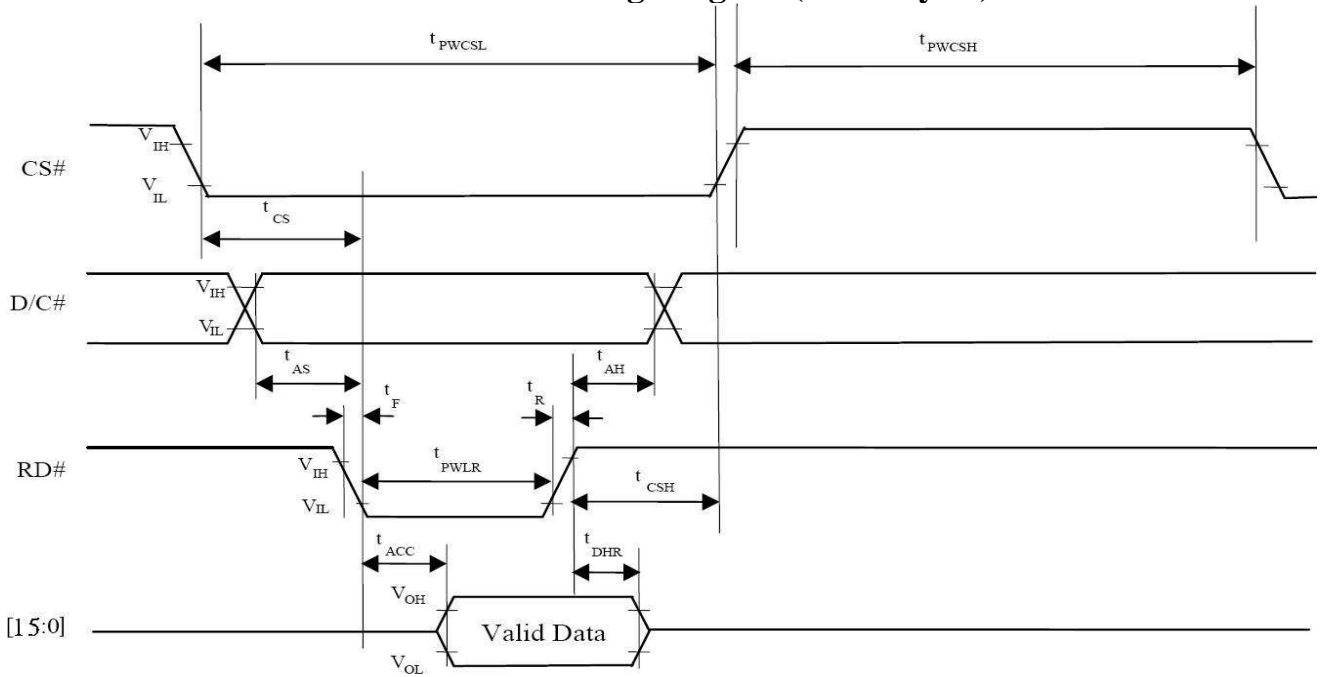 t PWCSL
t PWCSH
V IH
CS#
V IL
t CS
V IH
D/C#
V IL
t AS
t AH
t F
t R
RD#
V IH
t PWLR
V IL
t CSH
t ACC
t DHR
V OH
[15:0]
Valid Data
V OL